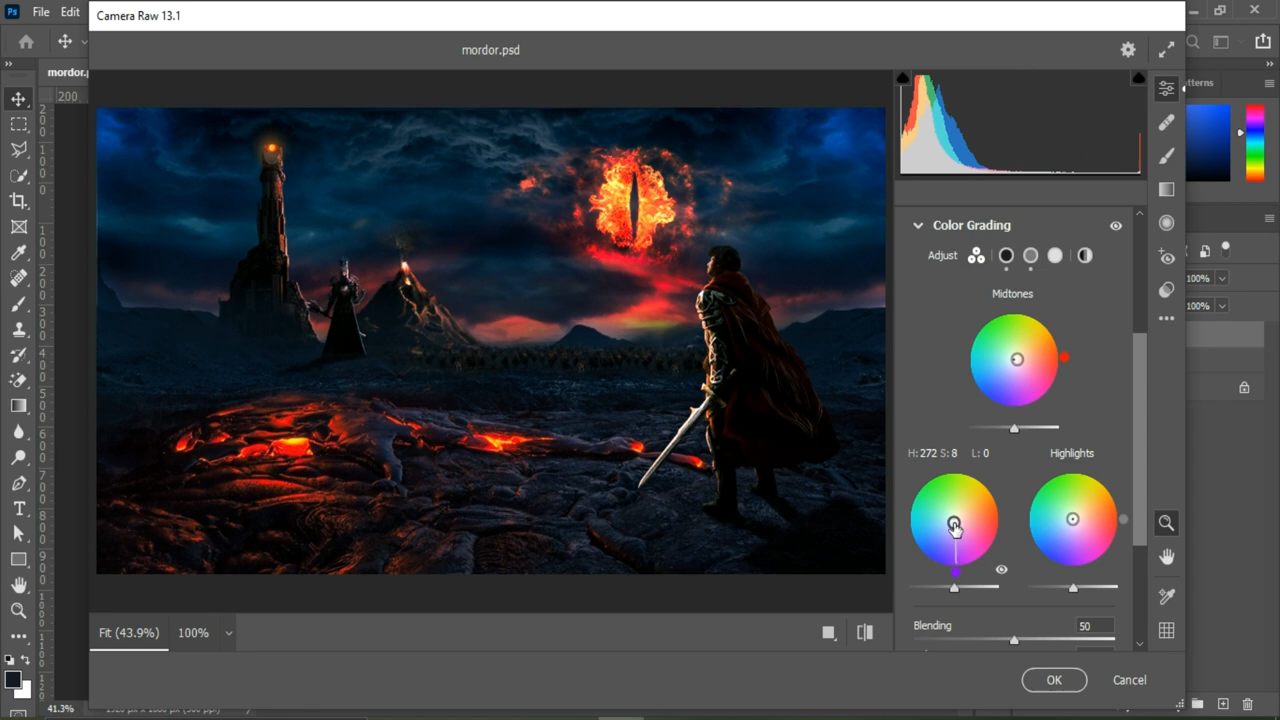 Ps File Edit
Camera Raw 13.1
mordor.psd
mordor.p
200
tterns
Color Grading
Adjust
Midtones
100%
100%
H: 272 S: 8 L: 0 Highlights
Blending 50
Fit (43.9%) 100%
OK Cancel
41.3%